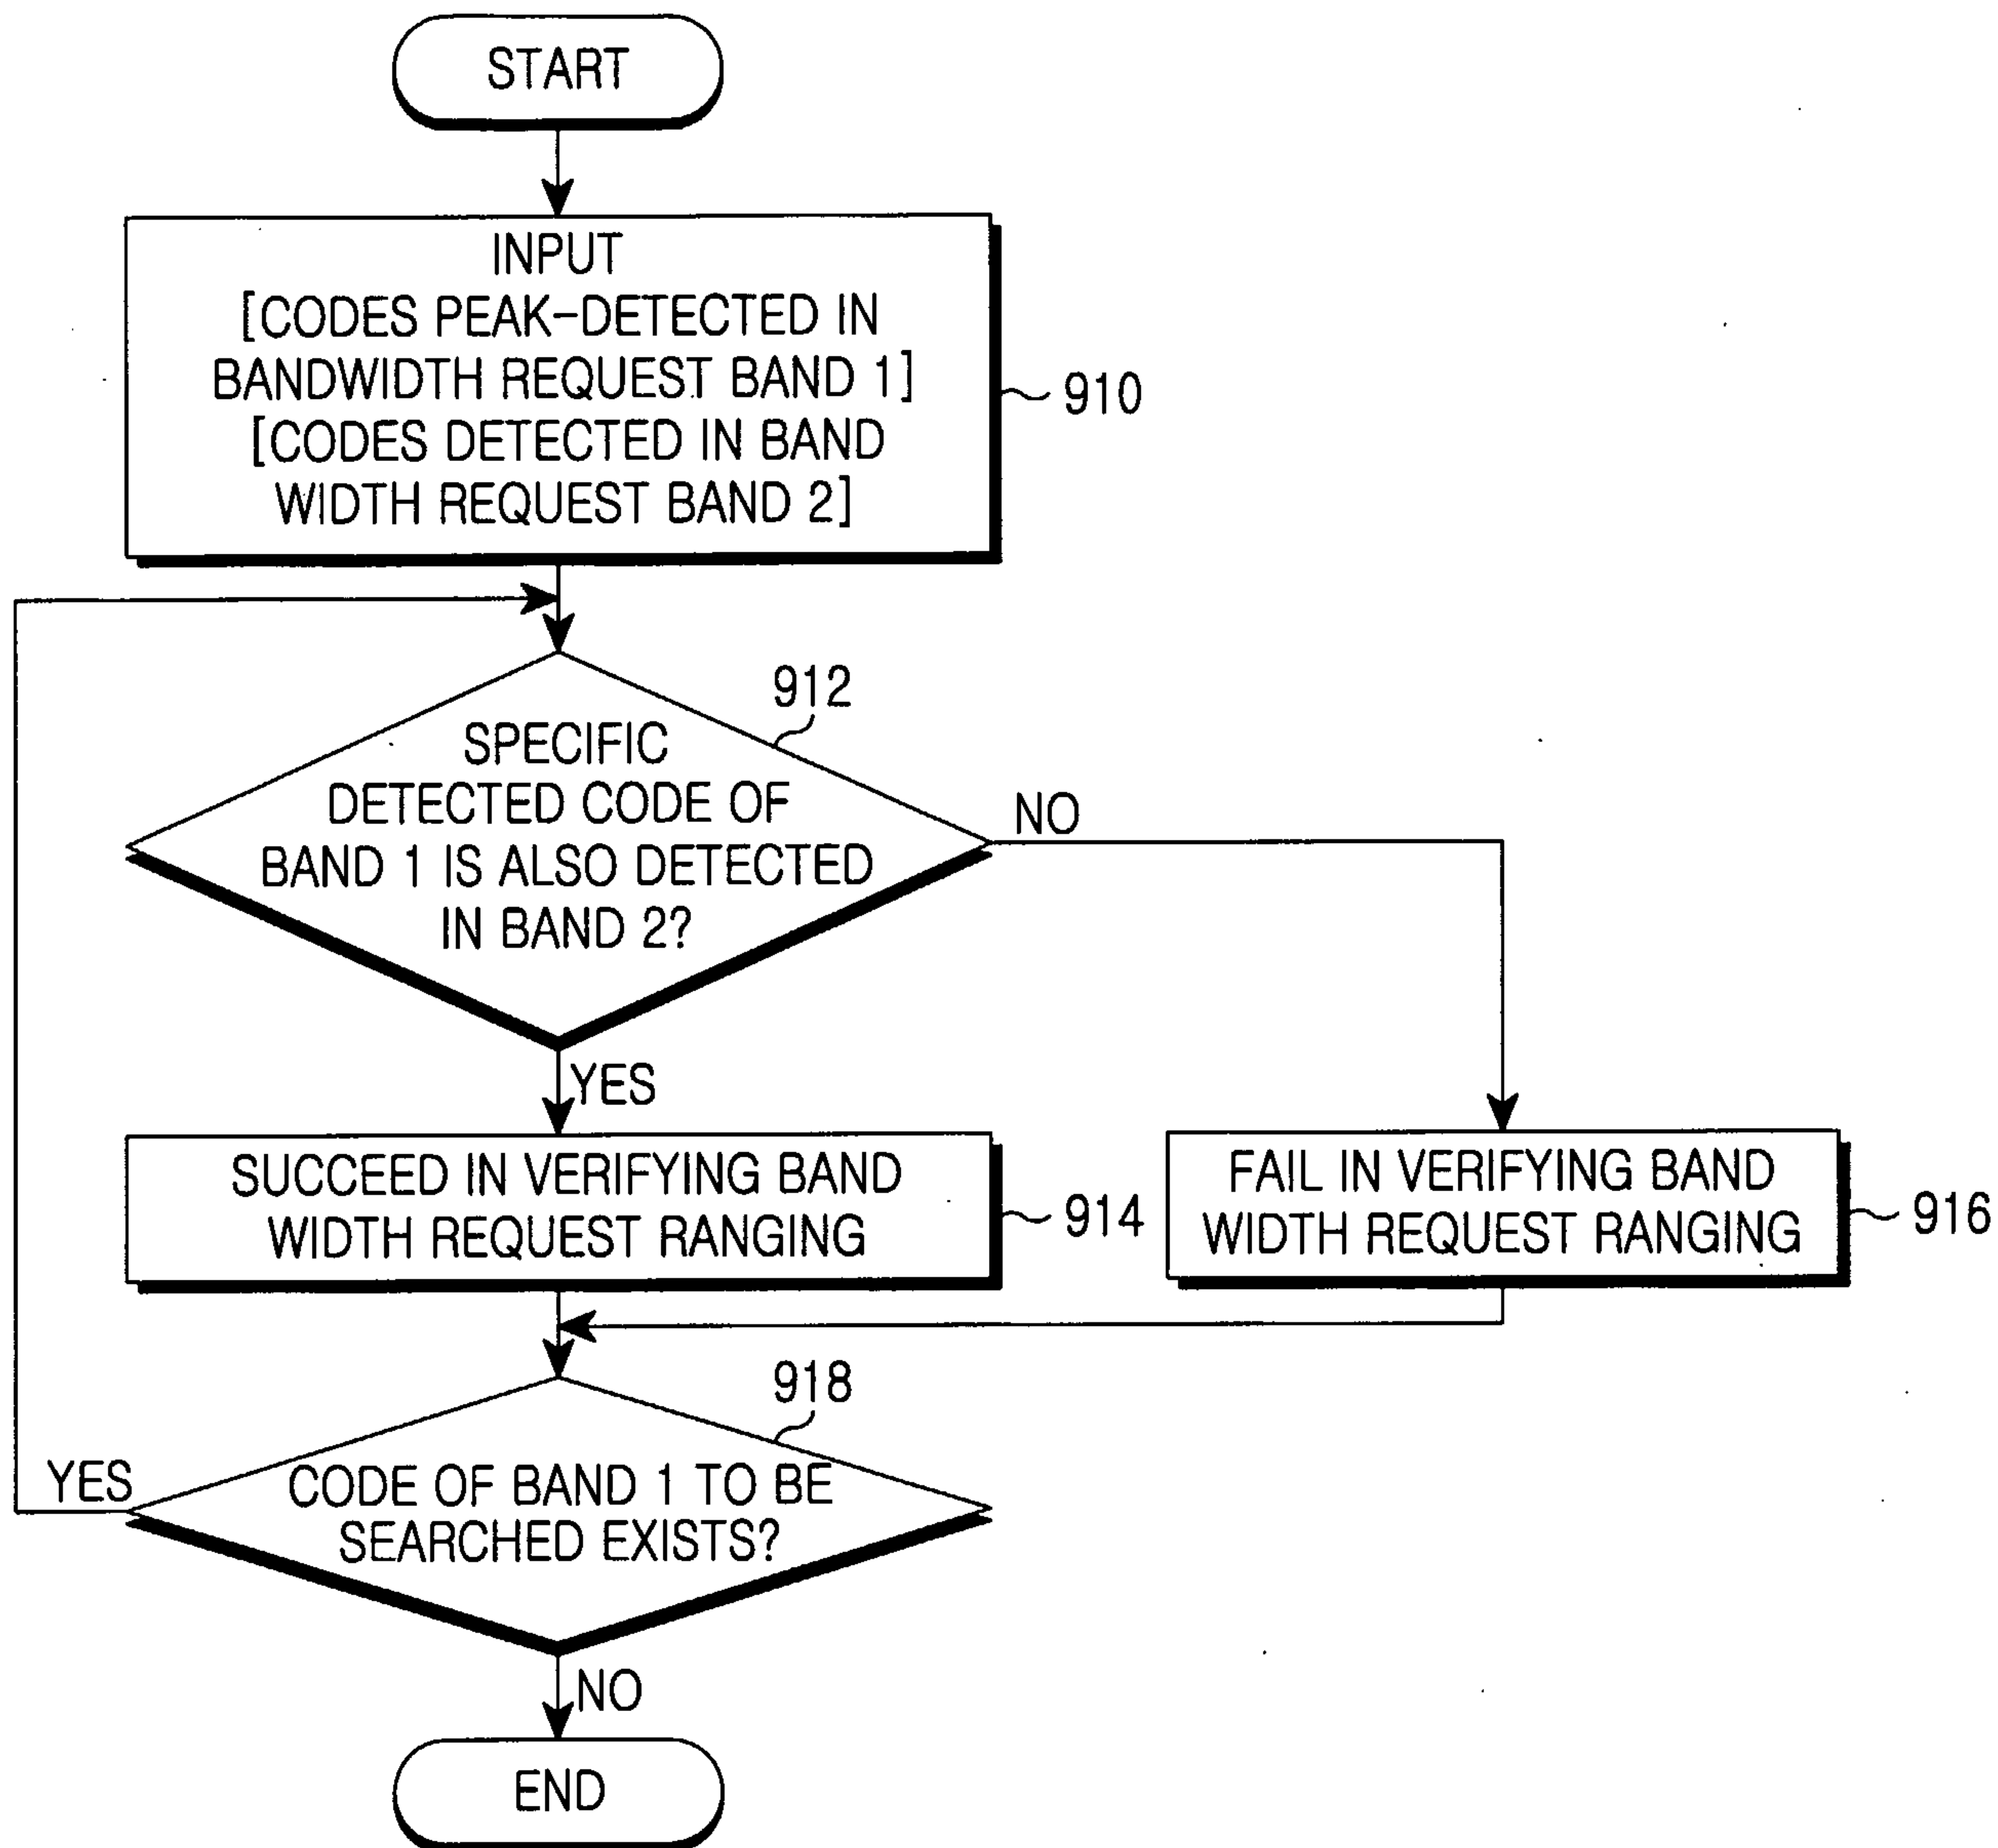 START
INPUT
[CODES PEAK-DETECTED IN
BANDWIDTH REQUEST BAND 1]
[CODES DETECTED IN BAND
WIDTH REQUEST BAND 2]
910
912
SPECIFIC
DETECTED CODE OF
BAND 1 IS ALSO DETECTED
IN BAND 2?
NO
YES
SUCCEED IN VERIFYING BAND
WIDTH REQUEST RANGING
914
FAIL IN VERIFYING BAND
WIDTH REQUEST RANGING
916
918
YES
CODE OF BAND 1 TO BE
SEARCHED EXISTS?
NO
END